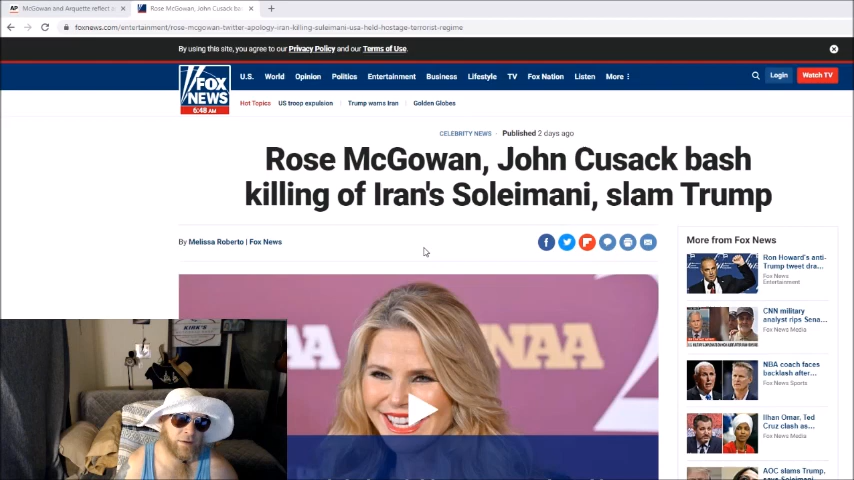 McGowan and Arquette reflect
Rose McGowan, John Cusack ba
foxnews.com/entertainment/rose-mcgowan-twitter-apology-iran-killing-suleimani-usa-held-hostage-terrorist-regime
By using this site, you agree to our Privacy Policy and our Terms of Use.
FOX
NEWS
6:48 AM
U.S. World Opinion Politics Entertainment Business Lifestyle TV Fox Nation Listen More
Login
Watch TV
Hot Topics US troop expulsion Trump warns Iran Golden Globes
CELEBRITY NEWS · Published 2 days ago
Rose McGowan, John Cusack bash
killing of Iran's Soleimani, slam Trump
By Melissa Roberto | Fox News
More from Fox News
Ron Howard's anti-
Trump tweet dra...
Fox News
Entertainment
CNN military
analyst rips Sena...
Fox News Media
NBA coach faces
backlash after...
Fox News Sports
Ilhan Omar, Ted
Cruz clash as...
Fox News Media
AOC slams Trump,
says Soleimani
NAA
KIRK'S